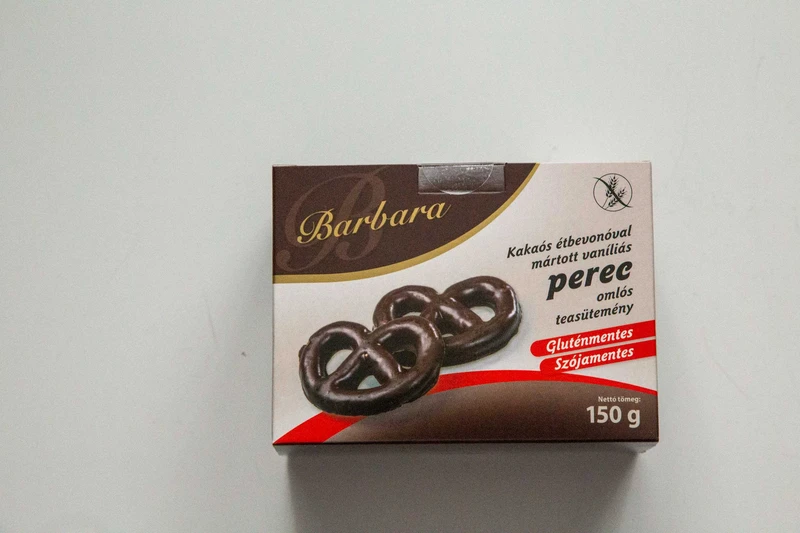 Barbara
Kakaós étbevonóval
mártott vaníliás
perec
omlós
teasütemény
Gluténmentes
Szójamentes
Nettó tömeg:
150 g